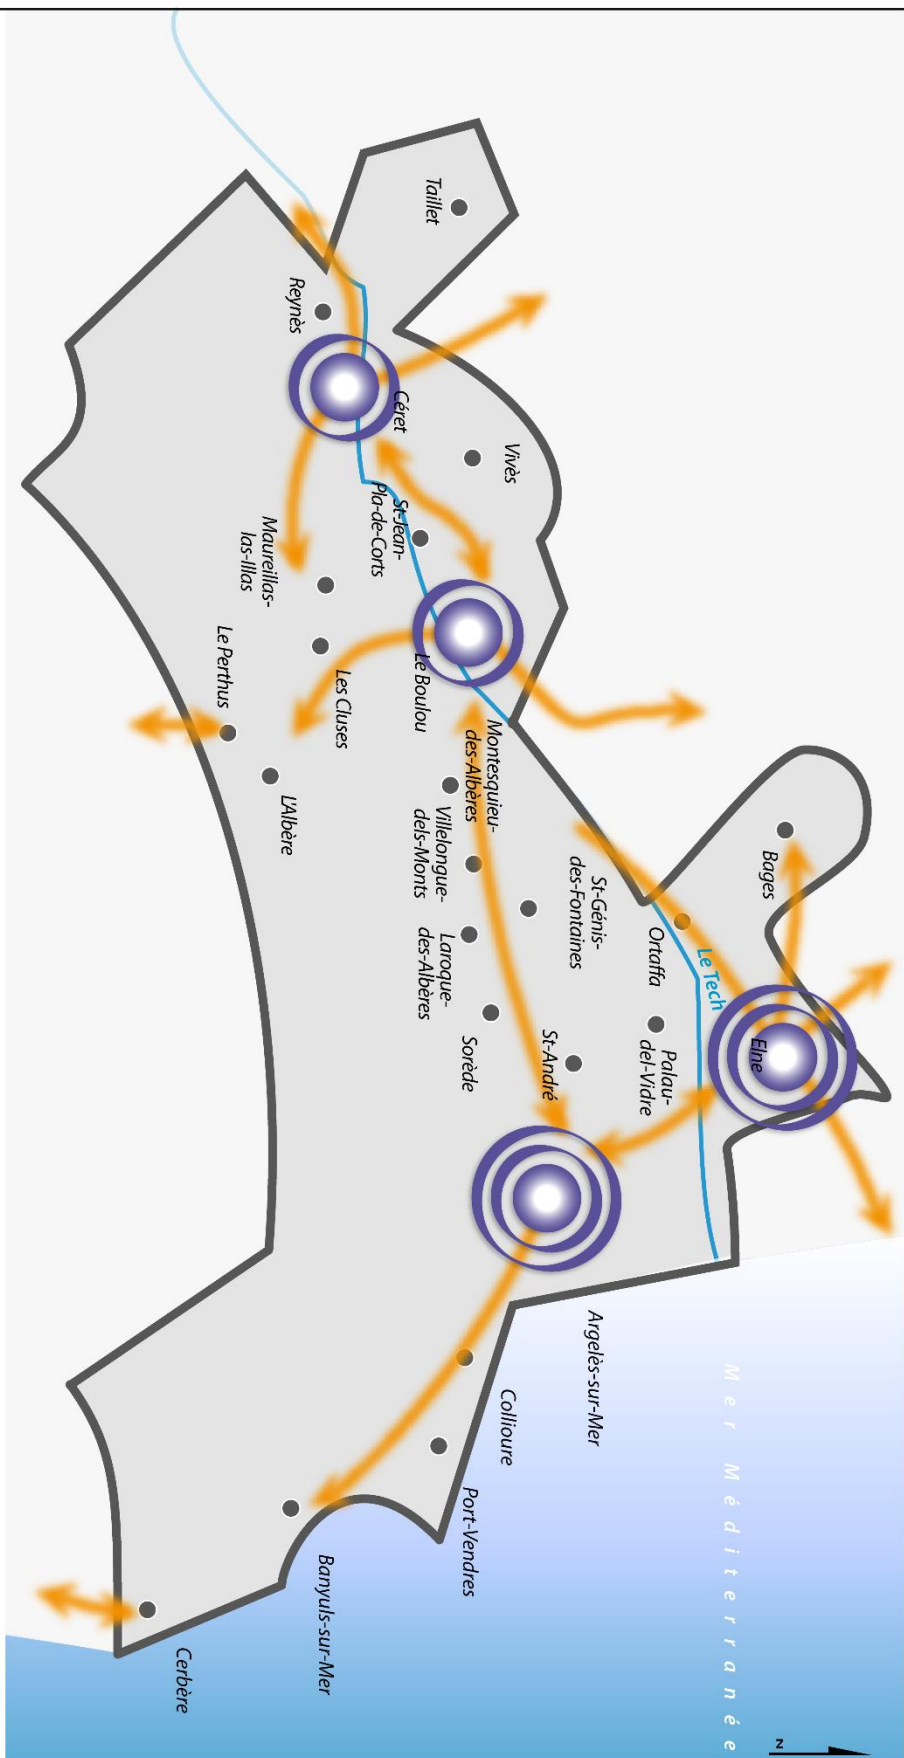 Taillet
Reynès
Céret
Vivès
St-Jean-
Pla-de-Corts
Maureillas-
las-Illas
Le Boulou
Les Cluses
Le Perthus
L'Albère
Montesquieu-
des-Albères
Villelongue-
dels-Monts
St-Génis-
des-Fontaines
Laroque-
des-Albères
Sorède
St-André
Bages
Ortaffa
Le Tech
Elne
Palau-
del-Vidre
Argelès-sur-Mer
Collioure
Port-Vendres
Banyuls-sur-Mer
Cerbère
Mer Méditerranée
N